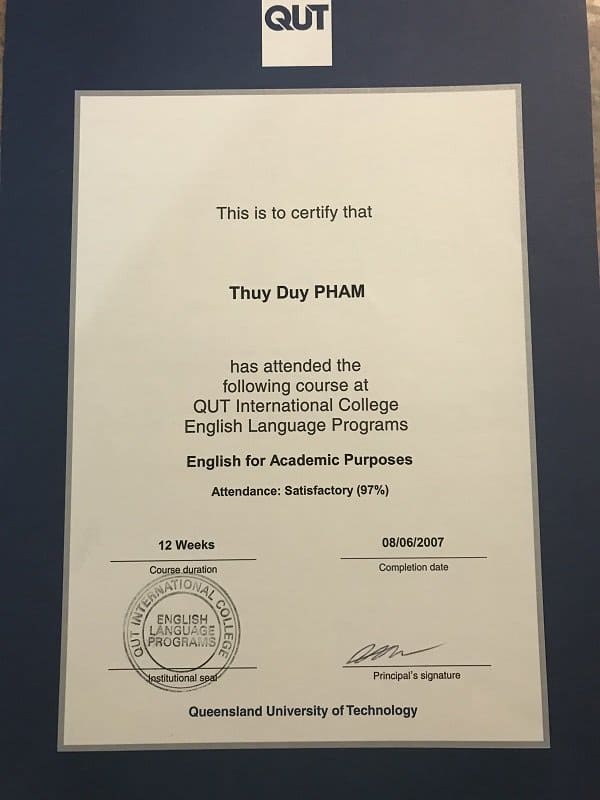 QUT
This is to certify that
Thuy Duy PHAM
has attended the
following course at
QUT International College
English Language Programs
English for Academic Purposes
Attendance: Satisfactory (97%)
12 Weeks
Course duration
08/06/2007
Completion date
QUT INTERNATIONAL COLLEGE
ENGLISH
LANGUAGE
PROGRAMS
Institutional seal
Principal's signature
Queensland University of Technology